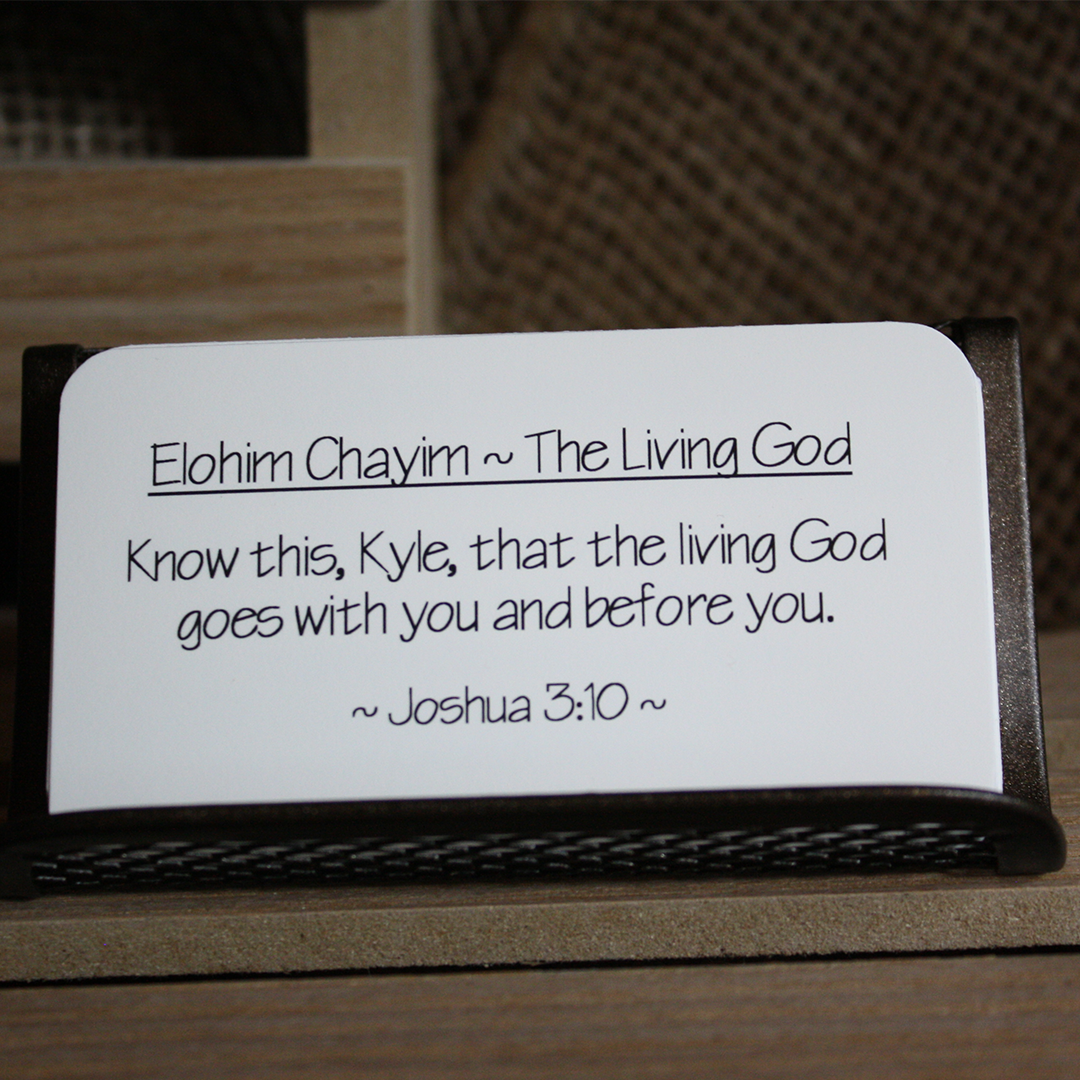 Elohim Chayim ~ The Living God
Know this, Kyle, that the living God
goes with you and before you.
~ Joshua 3:10 ~